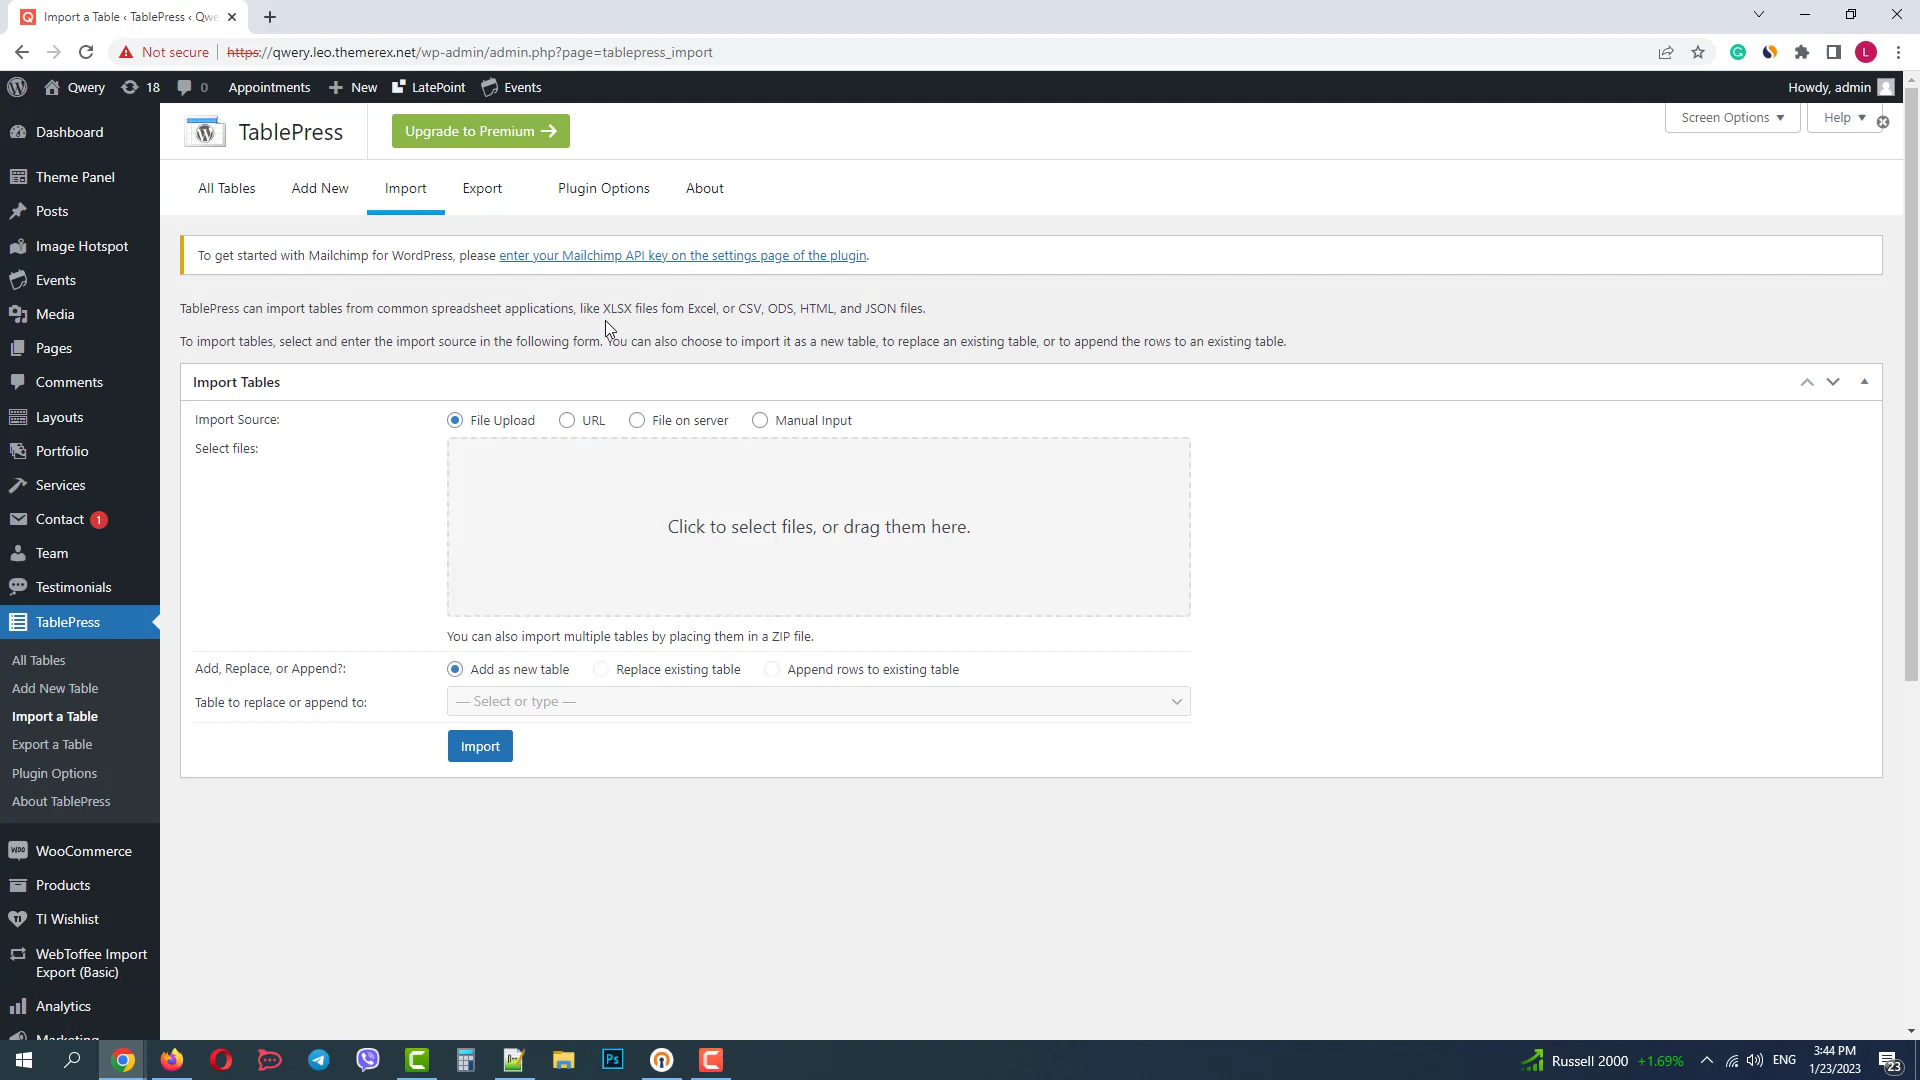 Import a Table ‹ TablePress ‹ Qwe
Not secure
https://qwery.leo.themerex.net/wp-admin/admin.php?page=tablepress_import
L
Qwery
18
0
Appointments
New
LatePoint
Events
Howdy, admin
Dashboard
Theme Panel
Posts
Image Hotspot
Events
Media
Pages
Comments
Layouts
Portfolio
Services
Contact 1
Team
Testimonials
TablePress
All Tables
Add New Table
Import a Table
Export a Table
Plugin Options
About TablePress
WooCommerce
Products
TI Wishlist
WebToffee Import
Export (Basic)
Analytics
Marketing
TablePress
Upgrade to Premium
Screen Options
Help
All Tables
Add New
Import
Export
Plugin Options
About
To get started with Mailchimp for WordPress, please enter your Mailchimp API key on the settings page of the plugin.
TablePress can import tables from common spreadsheet applications, like XLSX files fom Excel, or CSV, ODS, HTML, and JSON files.
To import tables, select and enter the import source in the following form. You can also choose to import it as a new table, to replace an existing table, or to append the rows to an existing table.
Import Tables
Import Source:
File Upload
URL
File on server
Manual Input
Select files:
Click to select files, or drag them here.
You can also import multiple tables by placing them in a ZIP file.
Add, Replace, or Append?:
Add as new table
Replace existing table
Append rows to existing table
Table to replace or append to:
— Select or type —
Import
Ps
Russell 2000 +1.69%
ENG
3:44 PM
1/23/2023
23